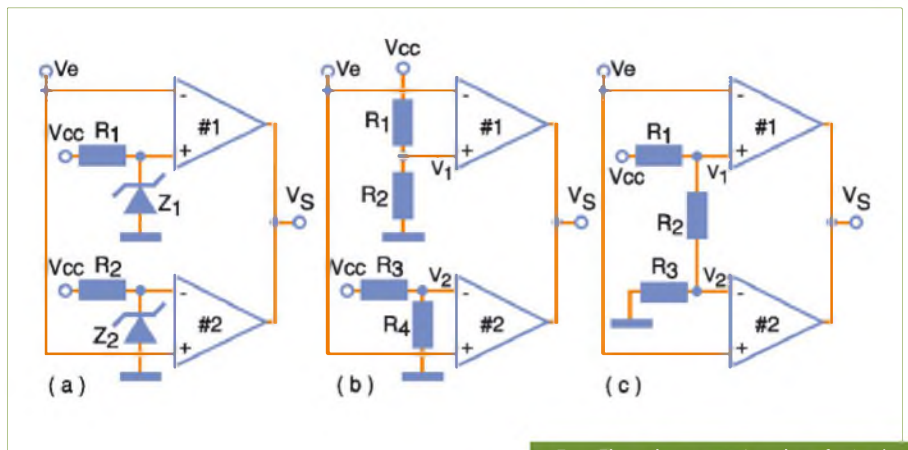 Ve
Vcc
R1
-
+
#1
Z1
Vcc
R2
-
+
#2
Z2
VS
(a)
Vcc
Ve
R1
-
+
#1
V1
R2
Vcc
R3
V2
-
+
#2
R4
VS
(b)
Ve
R1
Vcc
-
+
#1
V1
R2
R3
V2
-
+
#2
VS
(c)